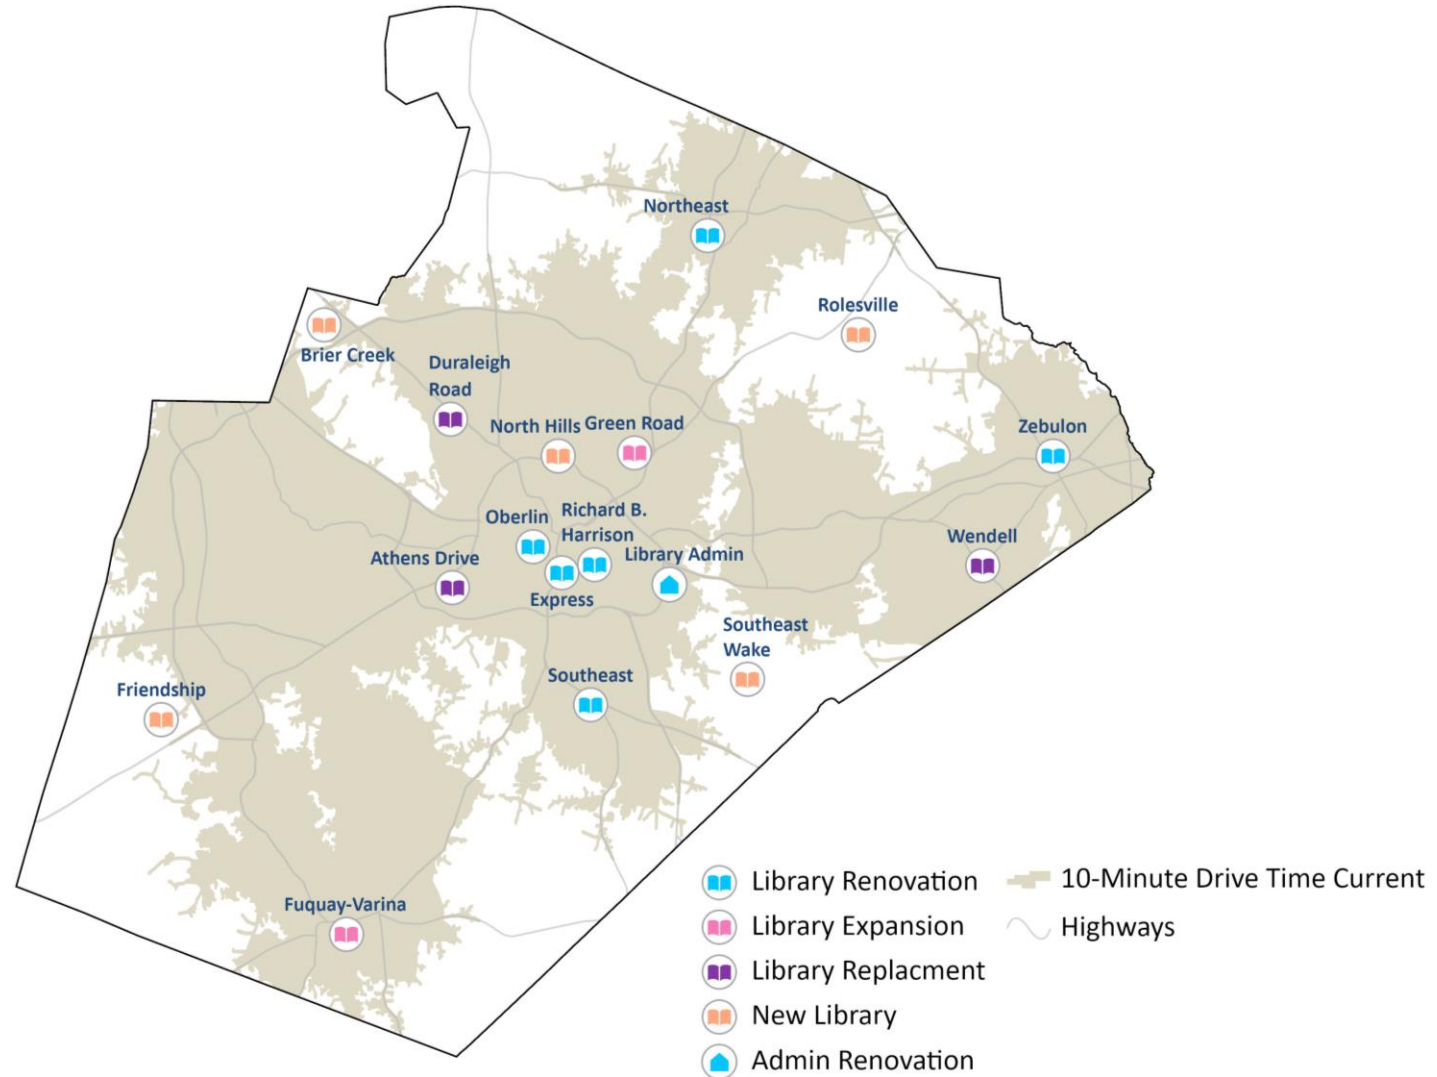 Northeast
Rolesville
Brier Creek
Duraleigh
Road
North Hills
Green Road
Zebulon
Oberlin
Richard B.
Harrison
Athens Drive
Library Admin
Wendell
Express
Southeast
Wake
Southeast
Friendship
Fuquay-Varina
Library Renovation
Library Expansion
Library Replacment
New Library
Admin Renovation
10-Minute Drive Time Current
Highways